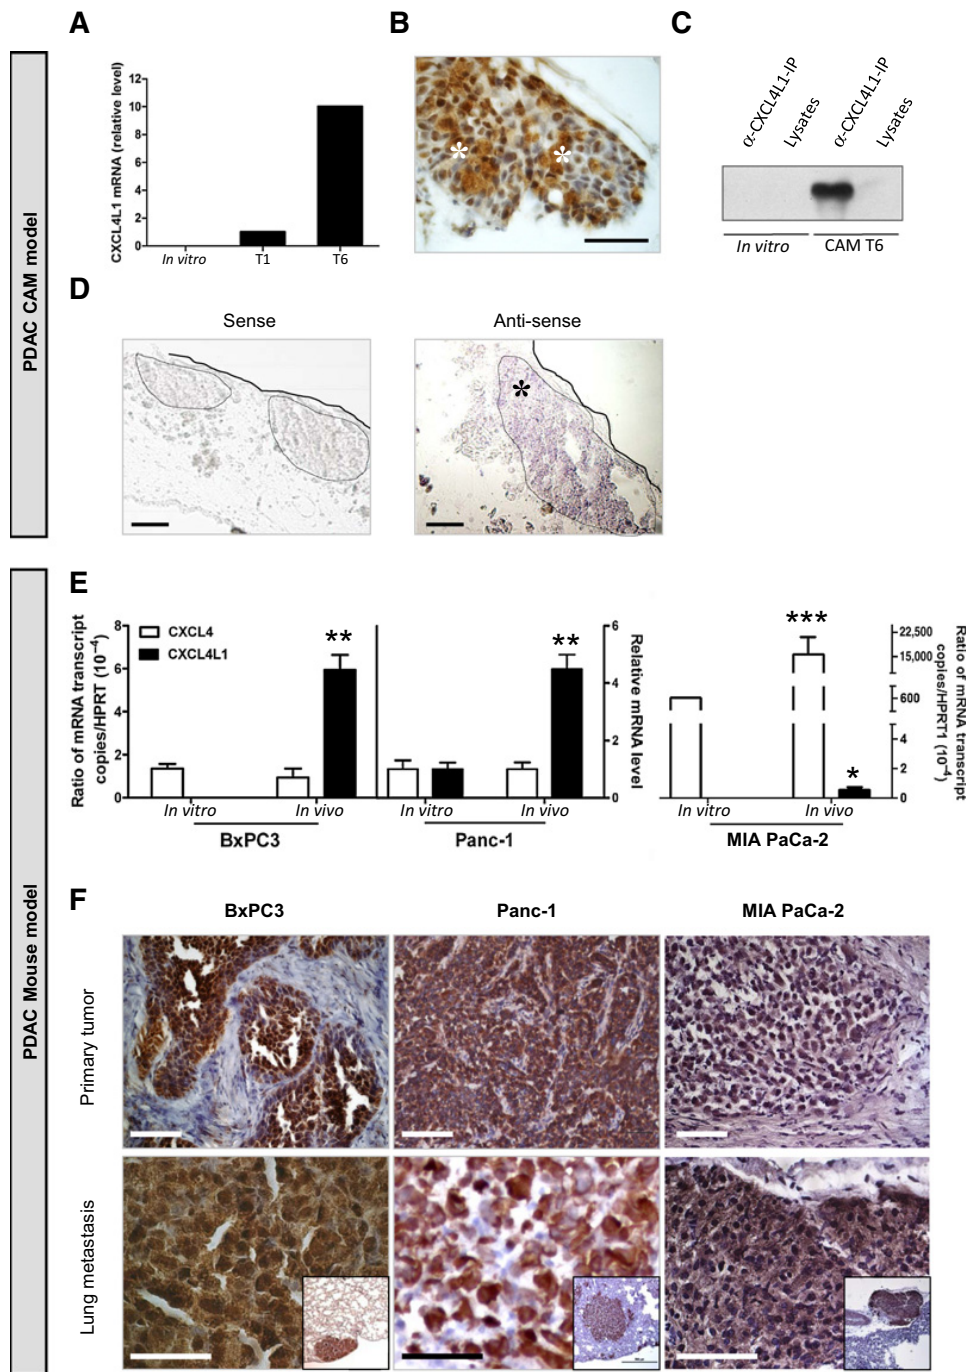 A
B
C
PDAC CAM model
CXCL4L1 mRNA (relative level)
12
10
8
6
4
2
0
In vitro
T1
T6
*
*
α-CXCL4L1-IP
Lysates
α-CXCL4L1-IP
Lysates
In vitro
CAM T6
D
Sense
Anti-sense
*
PDAC Mouse model
E
Ratio of mRNA transcript
copies/HPRT (10⁻⁴)
8
6
4
2
0
CXCL4
CXCL4L1
**
In vitro
In vivo
BxPC3
**
In vitro
In vivo
Panc-1
6
4
2
0
Relative mRNA level
***
*
In vitro
In vivo
MIA PaCa-2
22,500
15,000
600
4
2
0
Ratio of mRNA transcript
copies/HPRT1 (10⁻⁴)
F
BxPC3
Panc-1
MIA PaCa-2
Primary tumor
Lung metastasis